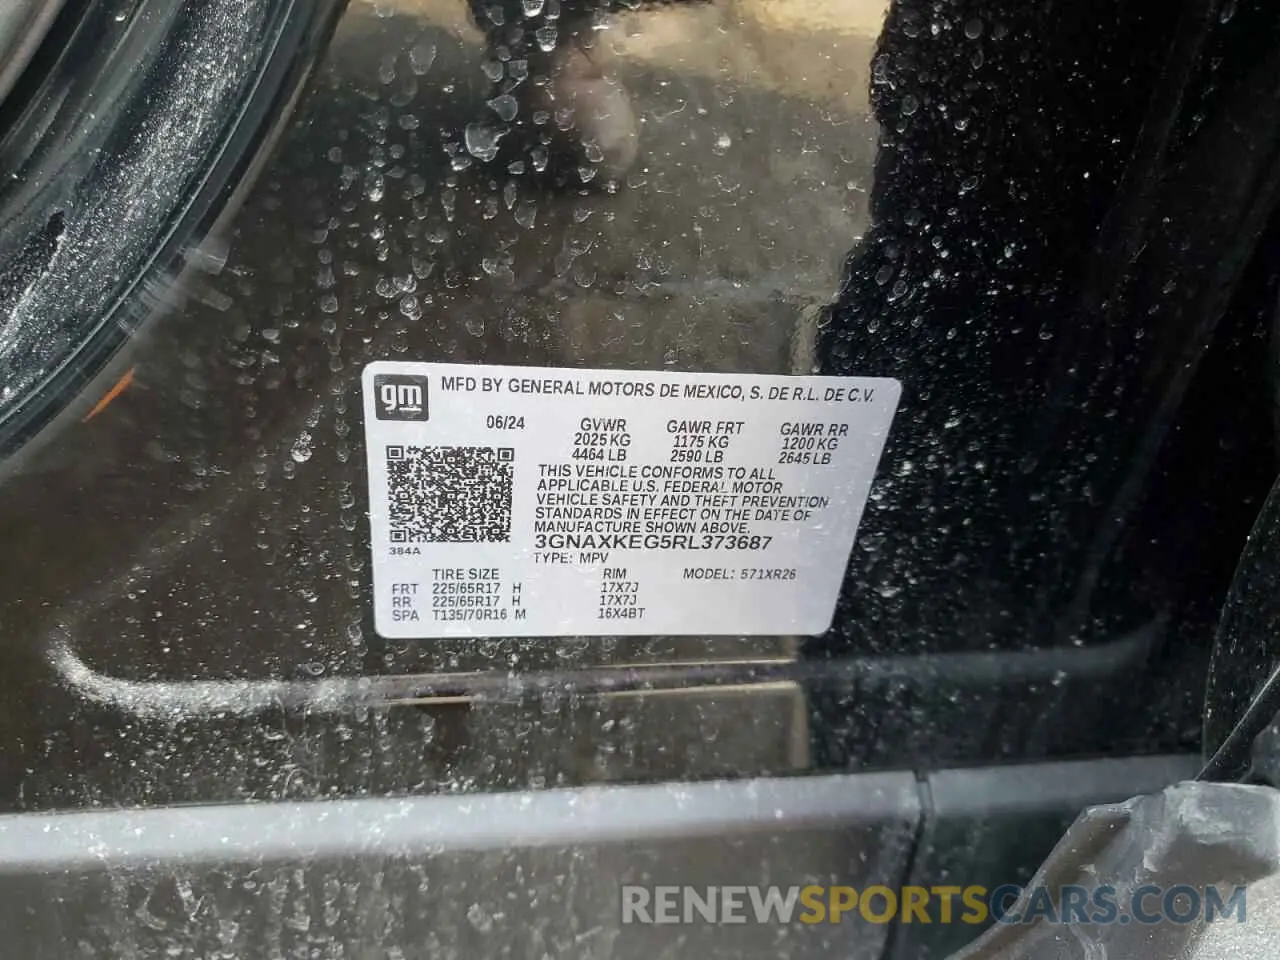 gm MFD BY GENERAL MOTORS DE MEXICO, S. DE R.L. DE C.V.
06/24 GVWR GAWR FRT GAWR RR
2025 KG 1175 KG 1200 KG
4464 LB 2590 LB 2645 LB
THIS VEHICLE CONFORMS TO ALL
APPLICABLE U.S. FEDERAL MOTOR
VEHICLE SAFETY AND THEFT PREVENTION
STANDARDS IN EFFECT ON THE DATE OF
MANUFACTURE SHOWN ABOVE.
3GNAXKEG5RL373687
384A
TYPE: MPV
TIRE SIZE RIM MODEL: 571XR26
FRT 225/65R17 H 17X7J
RR 225/65R17 H 17X7J
SPA T135/70R16 M 16X4BT
RENEWSPORTSCARS.COM